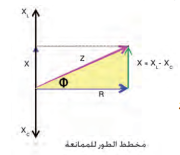 X_L
X
Z
X = X_L - X_C
Φ
R
X_C
مخطط الطور للممانعة